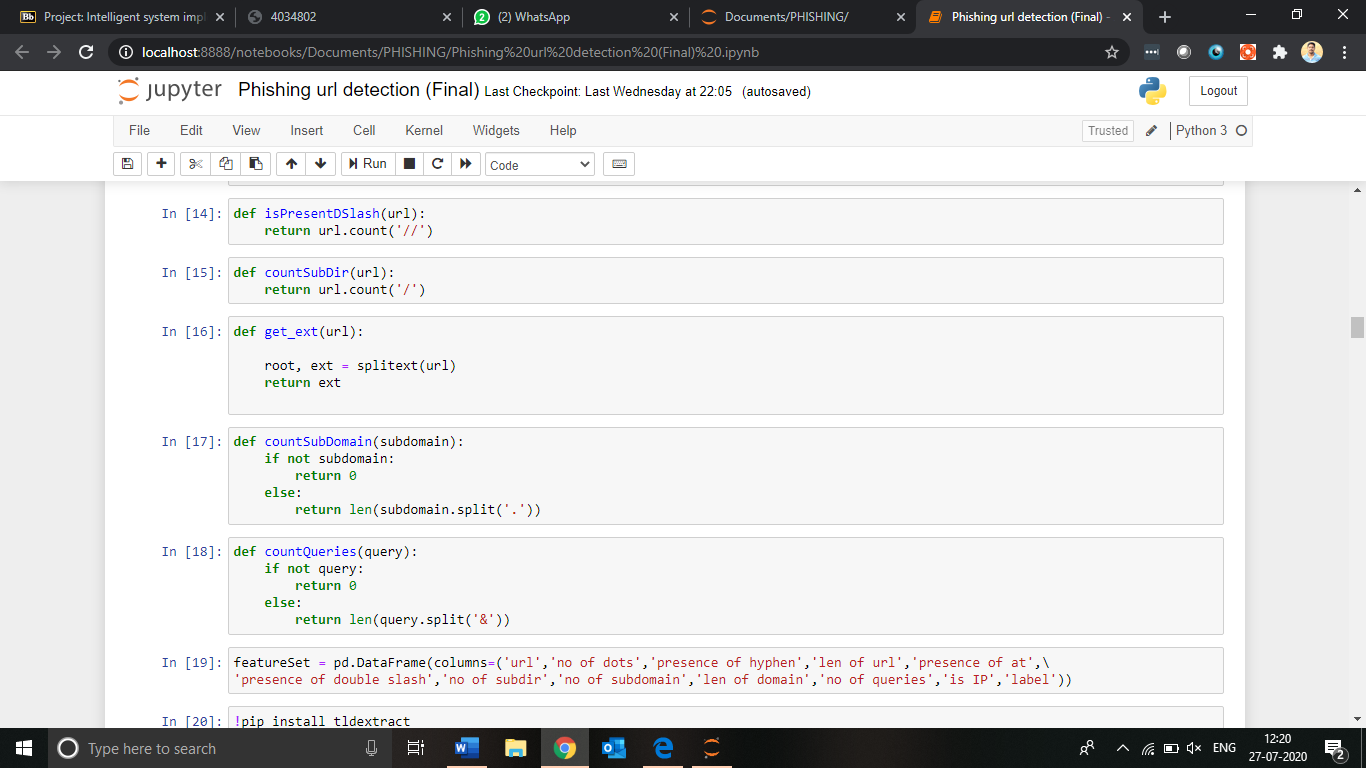 Project: Intelligent system impl
4034802
(2) WhatsApp
Documents/PHISHING/
Phishing url detection (Final) -
localhost:8888/notebooks/Documents/PHISHING/Phishing%20url%20detection%20(Final)%20.ipynb
jupyter Phishing url detection (Final) Last Checkpoint: Last Wednesday at 22:05 (autosaved)
Logout
File Edit View Insert Cell Kernel Widgets Help
Trusted Python 3
Run Code
In [14]: def isPresentDSlash(url):
    return url.count('//')
In [15]: def countSubDir(url):
    return url.count('/')
In [16]: def get_ext(url):
    root, ext = splitext(url)
    return ext
In [17]: def countSubDomain(subdomain):
    if not subdomain:
        return 0
    else:
        return len(subdomain.split('.'))
In [18]: def countQueries(query):
    if not query:
        return 0
    else:
        return len(query.split('&'))
In [19]: featureSet = pd.DataFrame(columns=('url','no of dots','presence of hyphen','len of url','presence of at',\
'presence of double slash','no of subdir','no of subdomain','len of domain','no of queries','is IP','label'))
In [20]: !pip install tldextract
Type here to search
ENG
12:20
27-07-2020
2